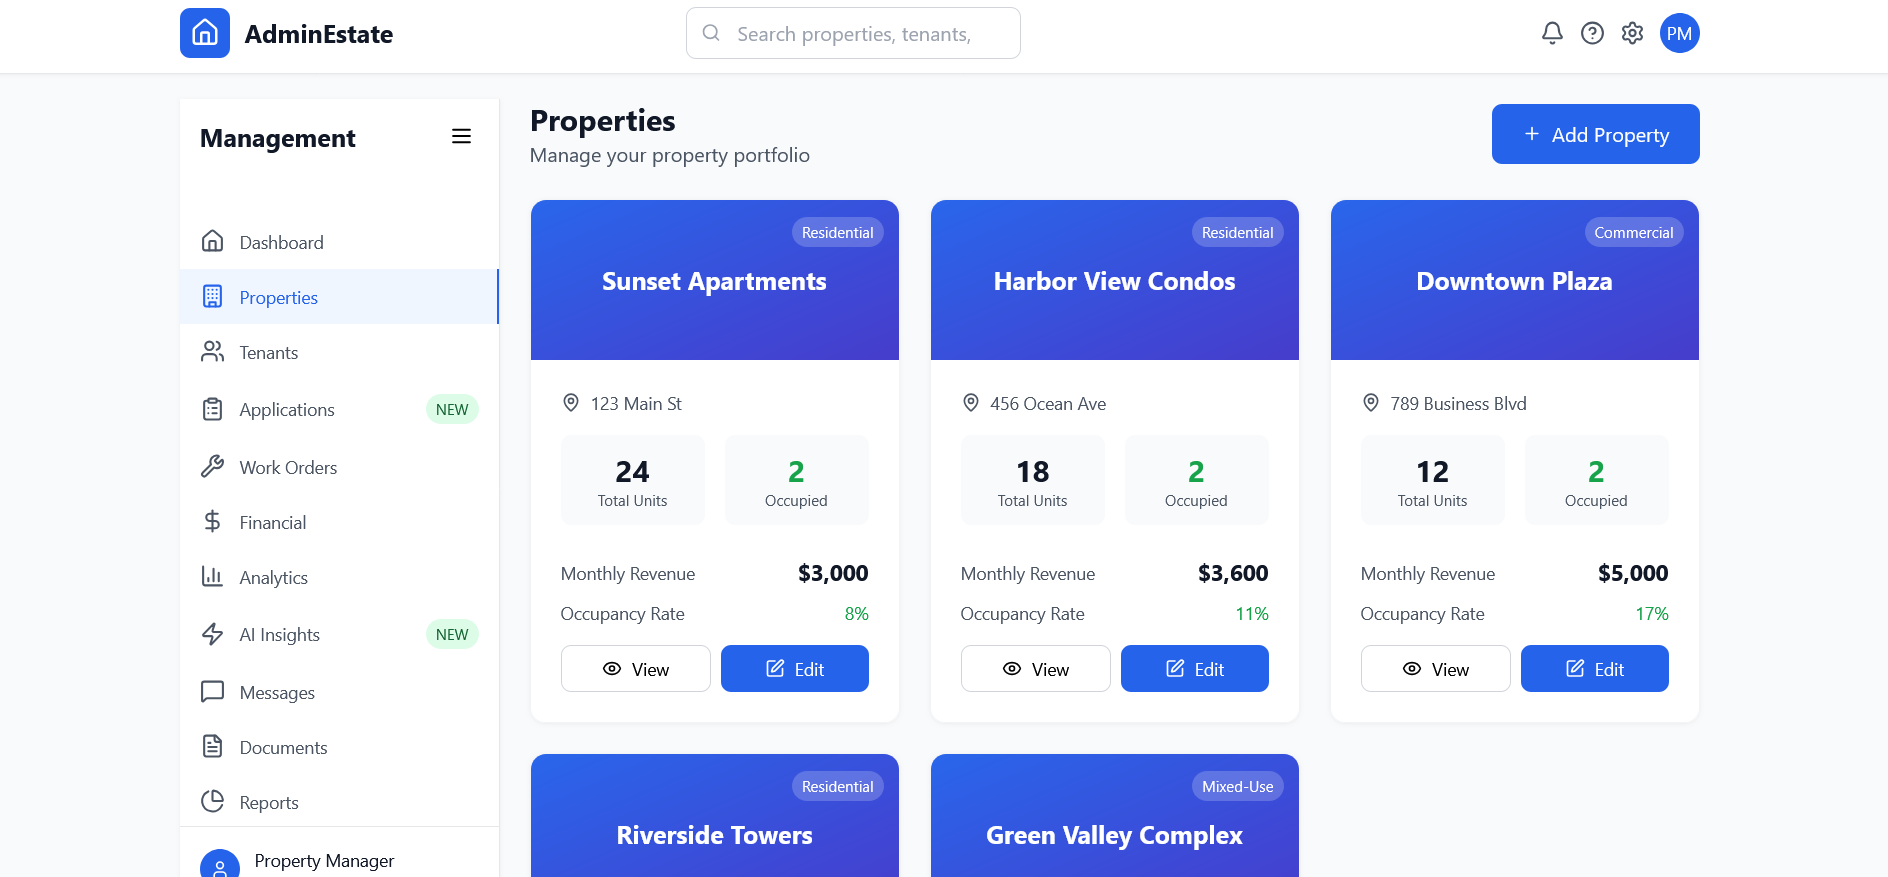 AdminEstate
Search properties, tenants,
PM
Management
Dashboard
Properties
Tenants
Applications NEW
Work Orders
Financial
Analytics
AI Insights NEW
Messages
Documents
Reports
Property Manager
Properties
Manage your property portfolio
Add Property
Residential
Sunset Apartments
123 Main St
24 Total Units
2 Occupied
Monthly Revenue $3,000
Occupancy Rate 8%
View Edit
Residential
Harbor View Condos
456 Ocean Ave
18 Total Units
2 Occupied
Monthly Revenue $3,600
Occupancy Rate 11%
View Edit
Commercial
Downtown Plaza
789 Business Blvd
12 Total Units
2 Occupied
Monthly Revenue $5,000
Occupancy Rate 17%
View Edit
Residential
Riverside Towers
Mixed-Use
Green Valley Complex